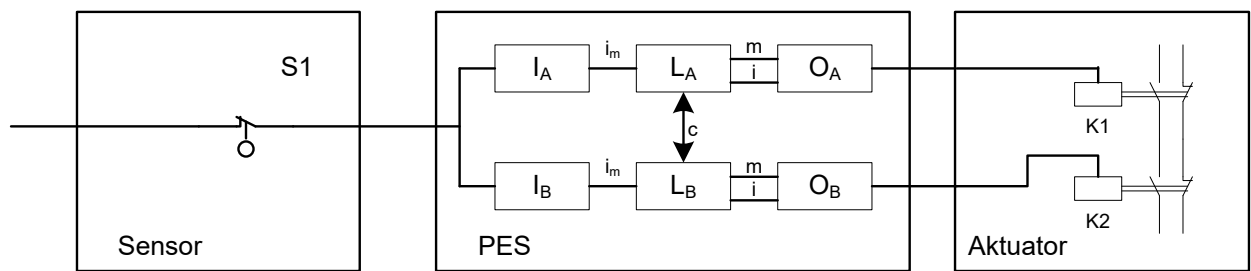 S1
I_A i_m L_A m i O_A
K1
c
I_B i_m L_B m i O_B
K2
Sensor PES Aktuator